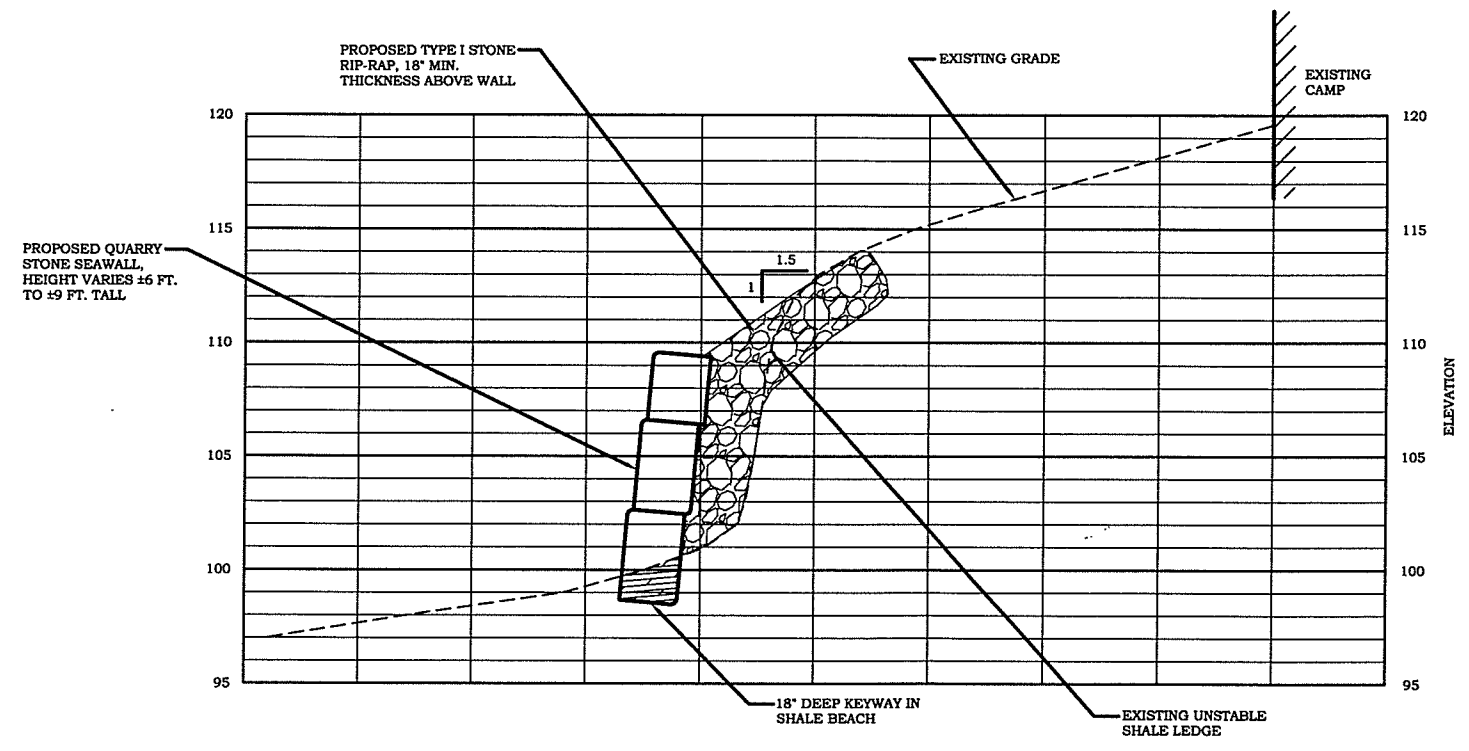 PROPOSED TYPE I STONE
RIP-RAP, 18" MIN.
THICKNESS ABOVE WALL
EXISTING GRADE
EXISTING
CAMP
120
120
115
115
PROPOSED QUARRY
STONE SEAWALL,
HEIGHT VARIES ±6 FT.
TO ±9 FT. TALL
1.5
1
110
110
ELEVATION
105
105
100
100
95
95
18" DEEP KEYWAY IN
SHALE BEACH
EXISTING UNSTABLE
SHALE LEDGE